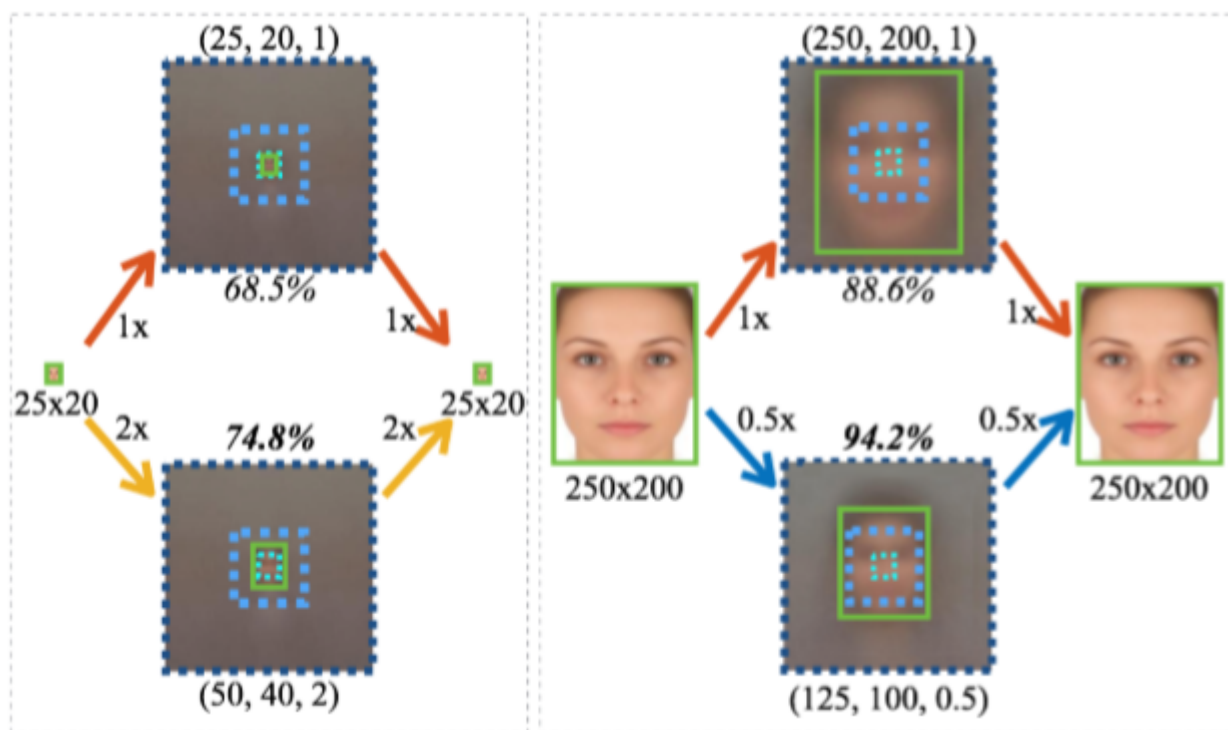 (25, 20, 1)
68.5%
1x
1x
25x20
25x20
2x
74.8%
2x
(50, 40, 2)
(250, 200, 1)
88.6%
1x
1x
0.5x
94.2%
0.5x
250x200
250x200
(125, 100, 0.5)